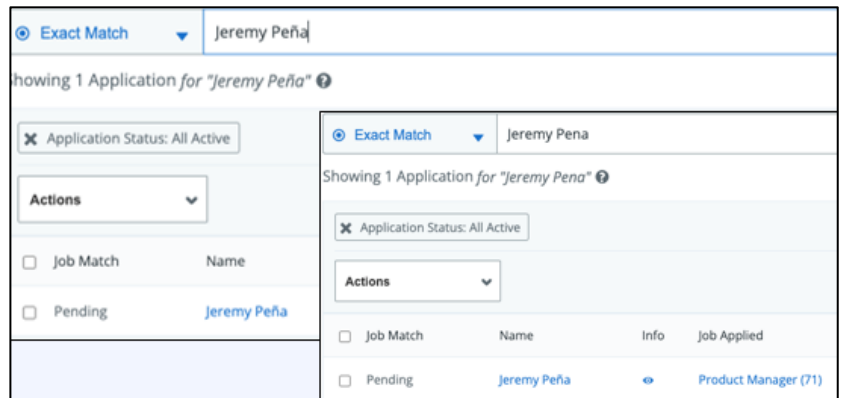 Exact Match Jeremy Peña
howing 1 Application for "Jeremy Peña"
Application Status: All Active
Actions
Job Match Name
Pending Jeremy Peña
Exact Match Jeremy Pena
Showing 1 Application for "Jeremy Pena"
Application Status: All Active
Actions
Job Match Name Info Job Applied
Pending Jeremy Peña Product Manager (71)